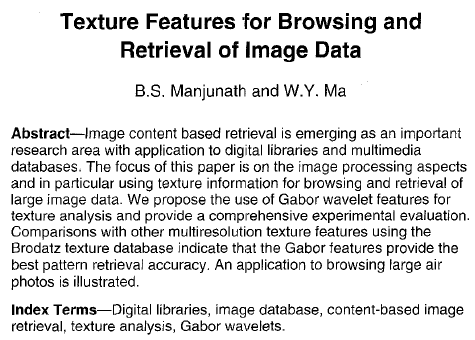 Texture Features for Browsing and
Retrieval of Image Data
B.S. Manjunath and W.Y. Ma
Abstract—Image content based retrieval is emerging as an important
research area with application to digital libraries and multimedia
databases. The focus of this paper is on the image processing aspects
and in particular using texture information for browsing and retrieval of
large image data. We propose the use of Gabor wavelet features for
texture analysis and provide a comprehensive experimental evaluation.
Comparisons with other multiresolution texture features using the
Brodatz texture database indicate that the Gabor features provide the
best pattern retrieval accuracy. An application to browsing large air
photos is illustrated.
Index Terms—Digital libraries, image database, content-based image
retrieval, texture analysis, Gabor wavelets.